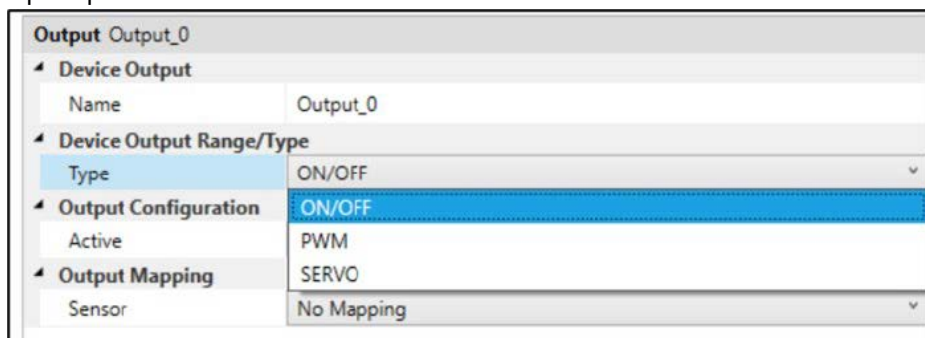 Output Output_0
Device Output
Name Output_0
Device Output Range/Type
Type ON/OFF
Output Configuration ON/OFF
Active PWM
Output Mapping SERVO
Sensor No Mapping